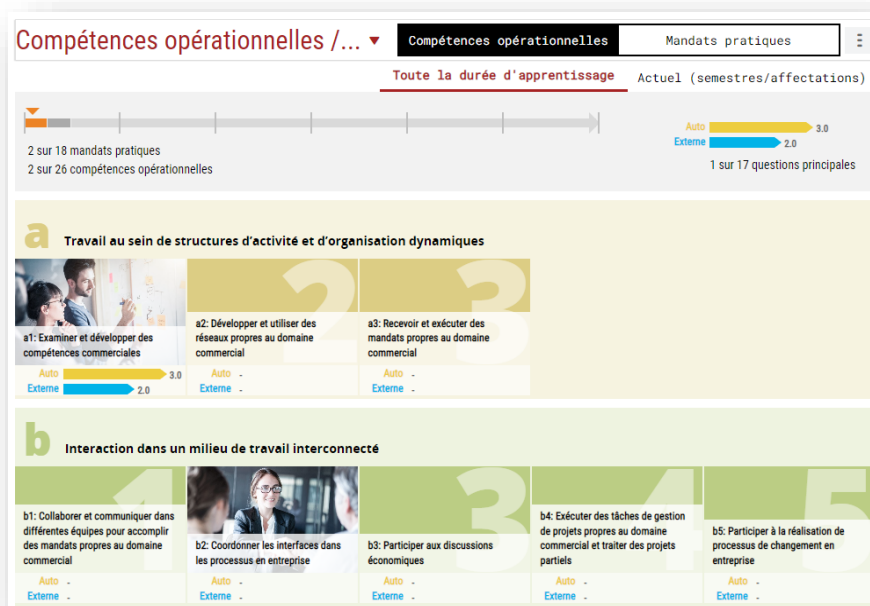 Compétences opérationnelles /... ▼
Compétences opérationnelles
Mandats pratiques
Toute la durée d'apprentissage
Actuel (semestres/affectations)
2 sur 18 mandats pratiques
2 sur 26 compétences opérationnelles
Auto 3.0
Externe 2.0
1 sur 17 questions principales
a Travail au sein de structures d'activité et d'organisation dynamiques
a1: Examiner et développer des
compétences commerciales
Auto 3.0
Externe 2.0
2
a2: Développer et utiliser des
réseaux propres au domaine
commercial
Auto -
Externe -
3
a3: Recevoir et exécuter des
mandats propres au domaine
commercial
Auto -
Externe -
b Interaction dans un milieu de travail interconnecté
1
b1: Collaborer et communiquer dans
différentes équipes pour accomplir
des mandats propres au domaine
commercial
Auto -
Externe -
b2: Coordonner les interfaces dans
les processus en entreprise
Auto -
Externe -
3
b3: Participer aux discussions
économiques
Auto -
Externe -
4
b4: Exécuter des tâches de gestion
de projets propres au domaine
commercial et traiter des projets
partiels
Auto -
Externe -
5
b5: Participer à la réalisation de
processus de changement en
entreprise
Auto -
Externe -